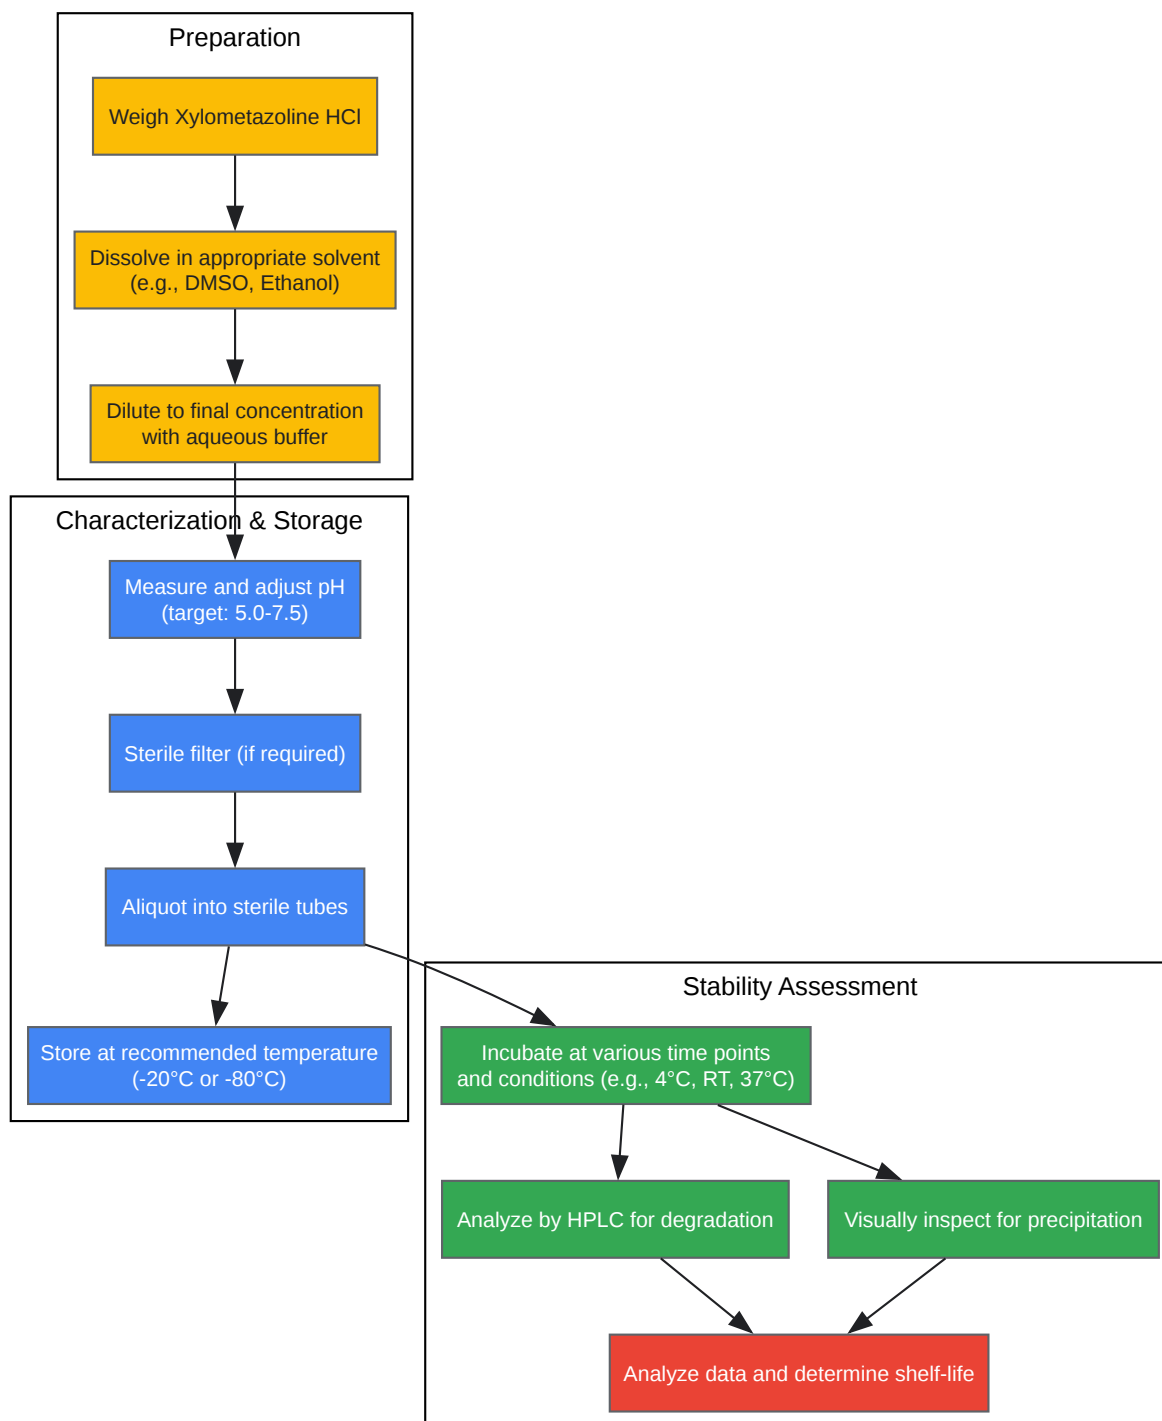 Preparation
Weigh Xylometazoline HCl
Dissolve in appropriate solvent
(e.g., DMSO, Ethanol)
Dilute to final concentration
with aqueous buffer
Characterization & Storage
Measure and adjust pH
(target: 5.0-7.5)
Sterile filter (if required)
Aliquot into sterile tubes
Store at recommended temperature
(-20°C or -80°C)
Stability Assessment
Incubate at various time points
and conditions (e.g., 4°C, RT, 37°C)
Analyze by HPLC for degradation
Visually inspect for precipitation
Analyze data and determine shelf-life